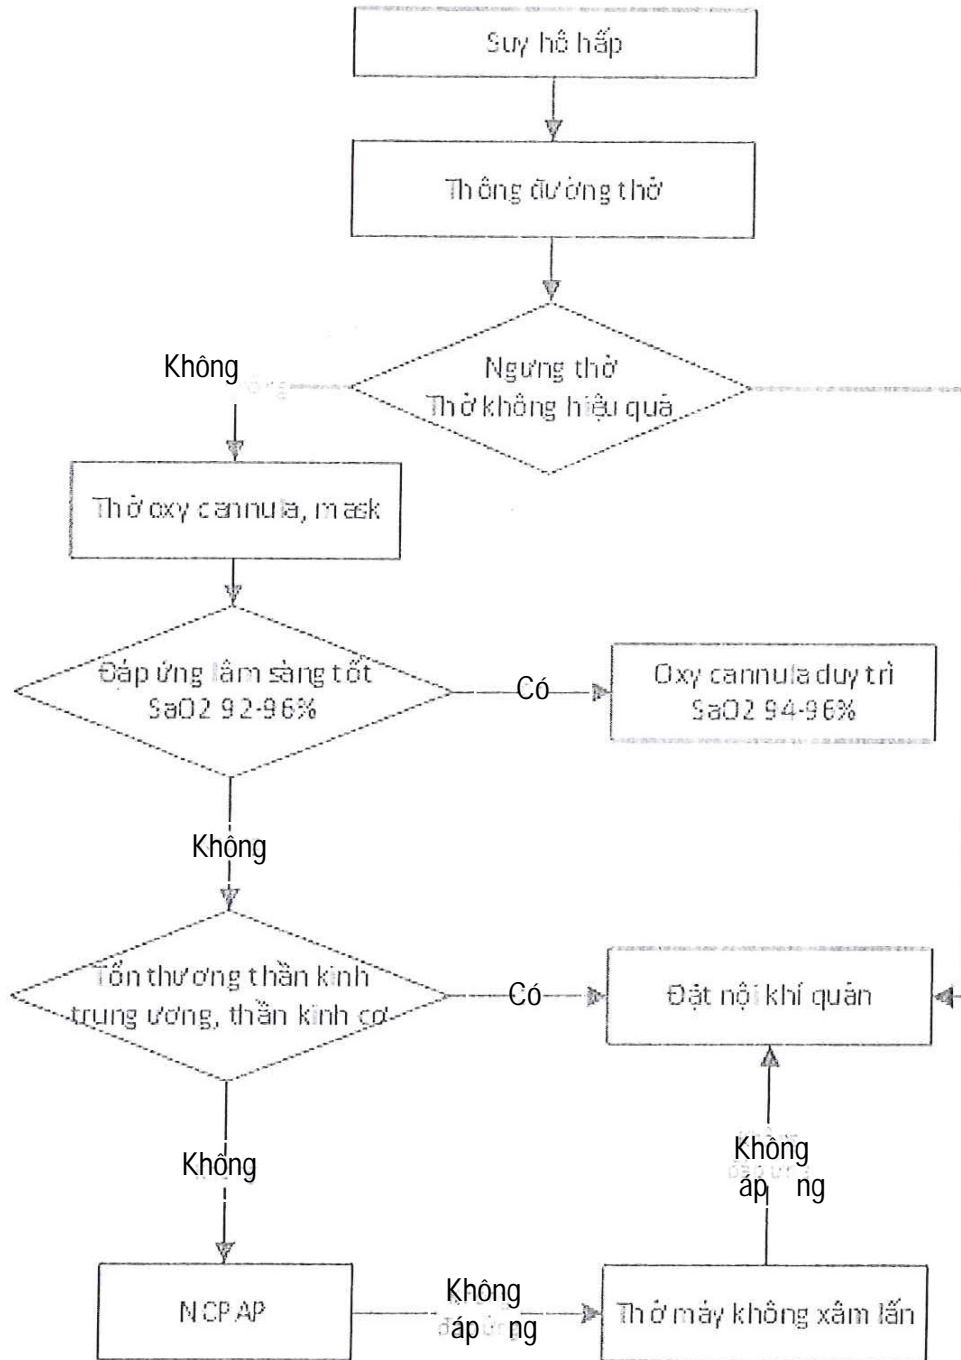 Suy hô hấp
Thông đường thở
Ngưng thở
Thở không hiệu quả
Không
Thở oxy cannula, mask
Đáp ứng lâm sàng tốt
SaO2 92-96%
Có
Oxy cannula duy trì
SaO2 94-96%
Không
Tổn thương thần kinh
trung ương, thần kinh cơ
Có
Đặt nội khí quản
Không
Không
áp ng
NCPAP
Không
áp ng
Thở máy không xâm lấn